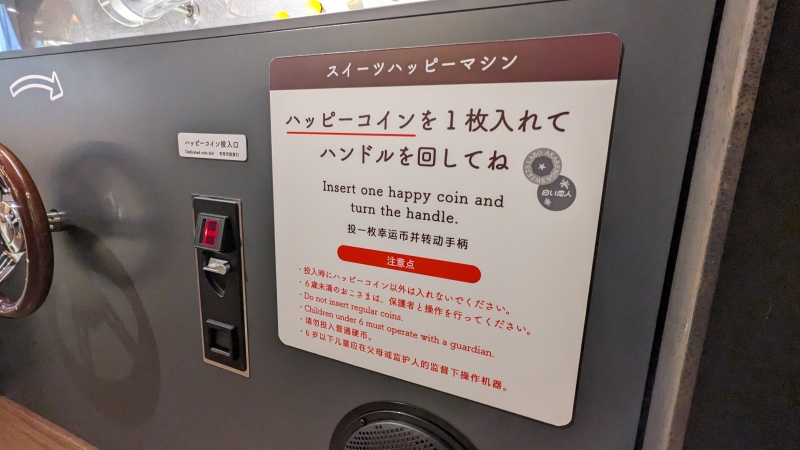 スイーツハッピーマシン
ハッピーコインを1枚入れて
ハンドルを回してね
Insert one happy coin and
turn the handle.
投一枚幸运币并转动手柄
注意点
・投入時にハッピーコイン以外は入れないでください。
・6歳未満のおこさまは、保護者と操作を行ってください。
・Do not insert regular coins.
・Children under 6 must operate with a guardian.
・请勿投入普通硬币。
・6岁以下儿童应在父母或监护人的监督下操作机器。
白い恋人
ハッピーコイン投入口
Dedicated coin slot